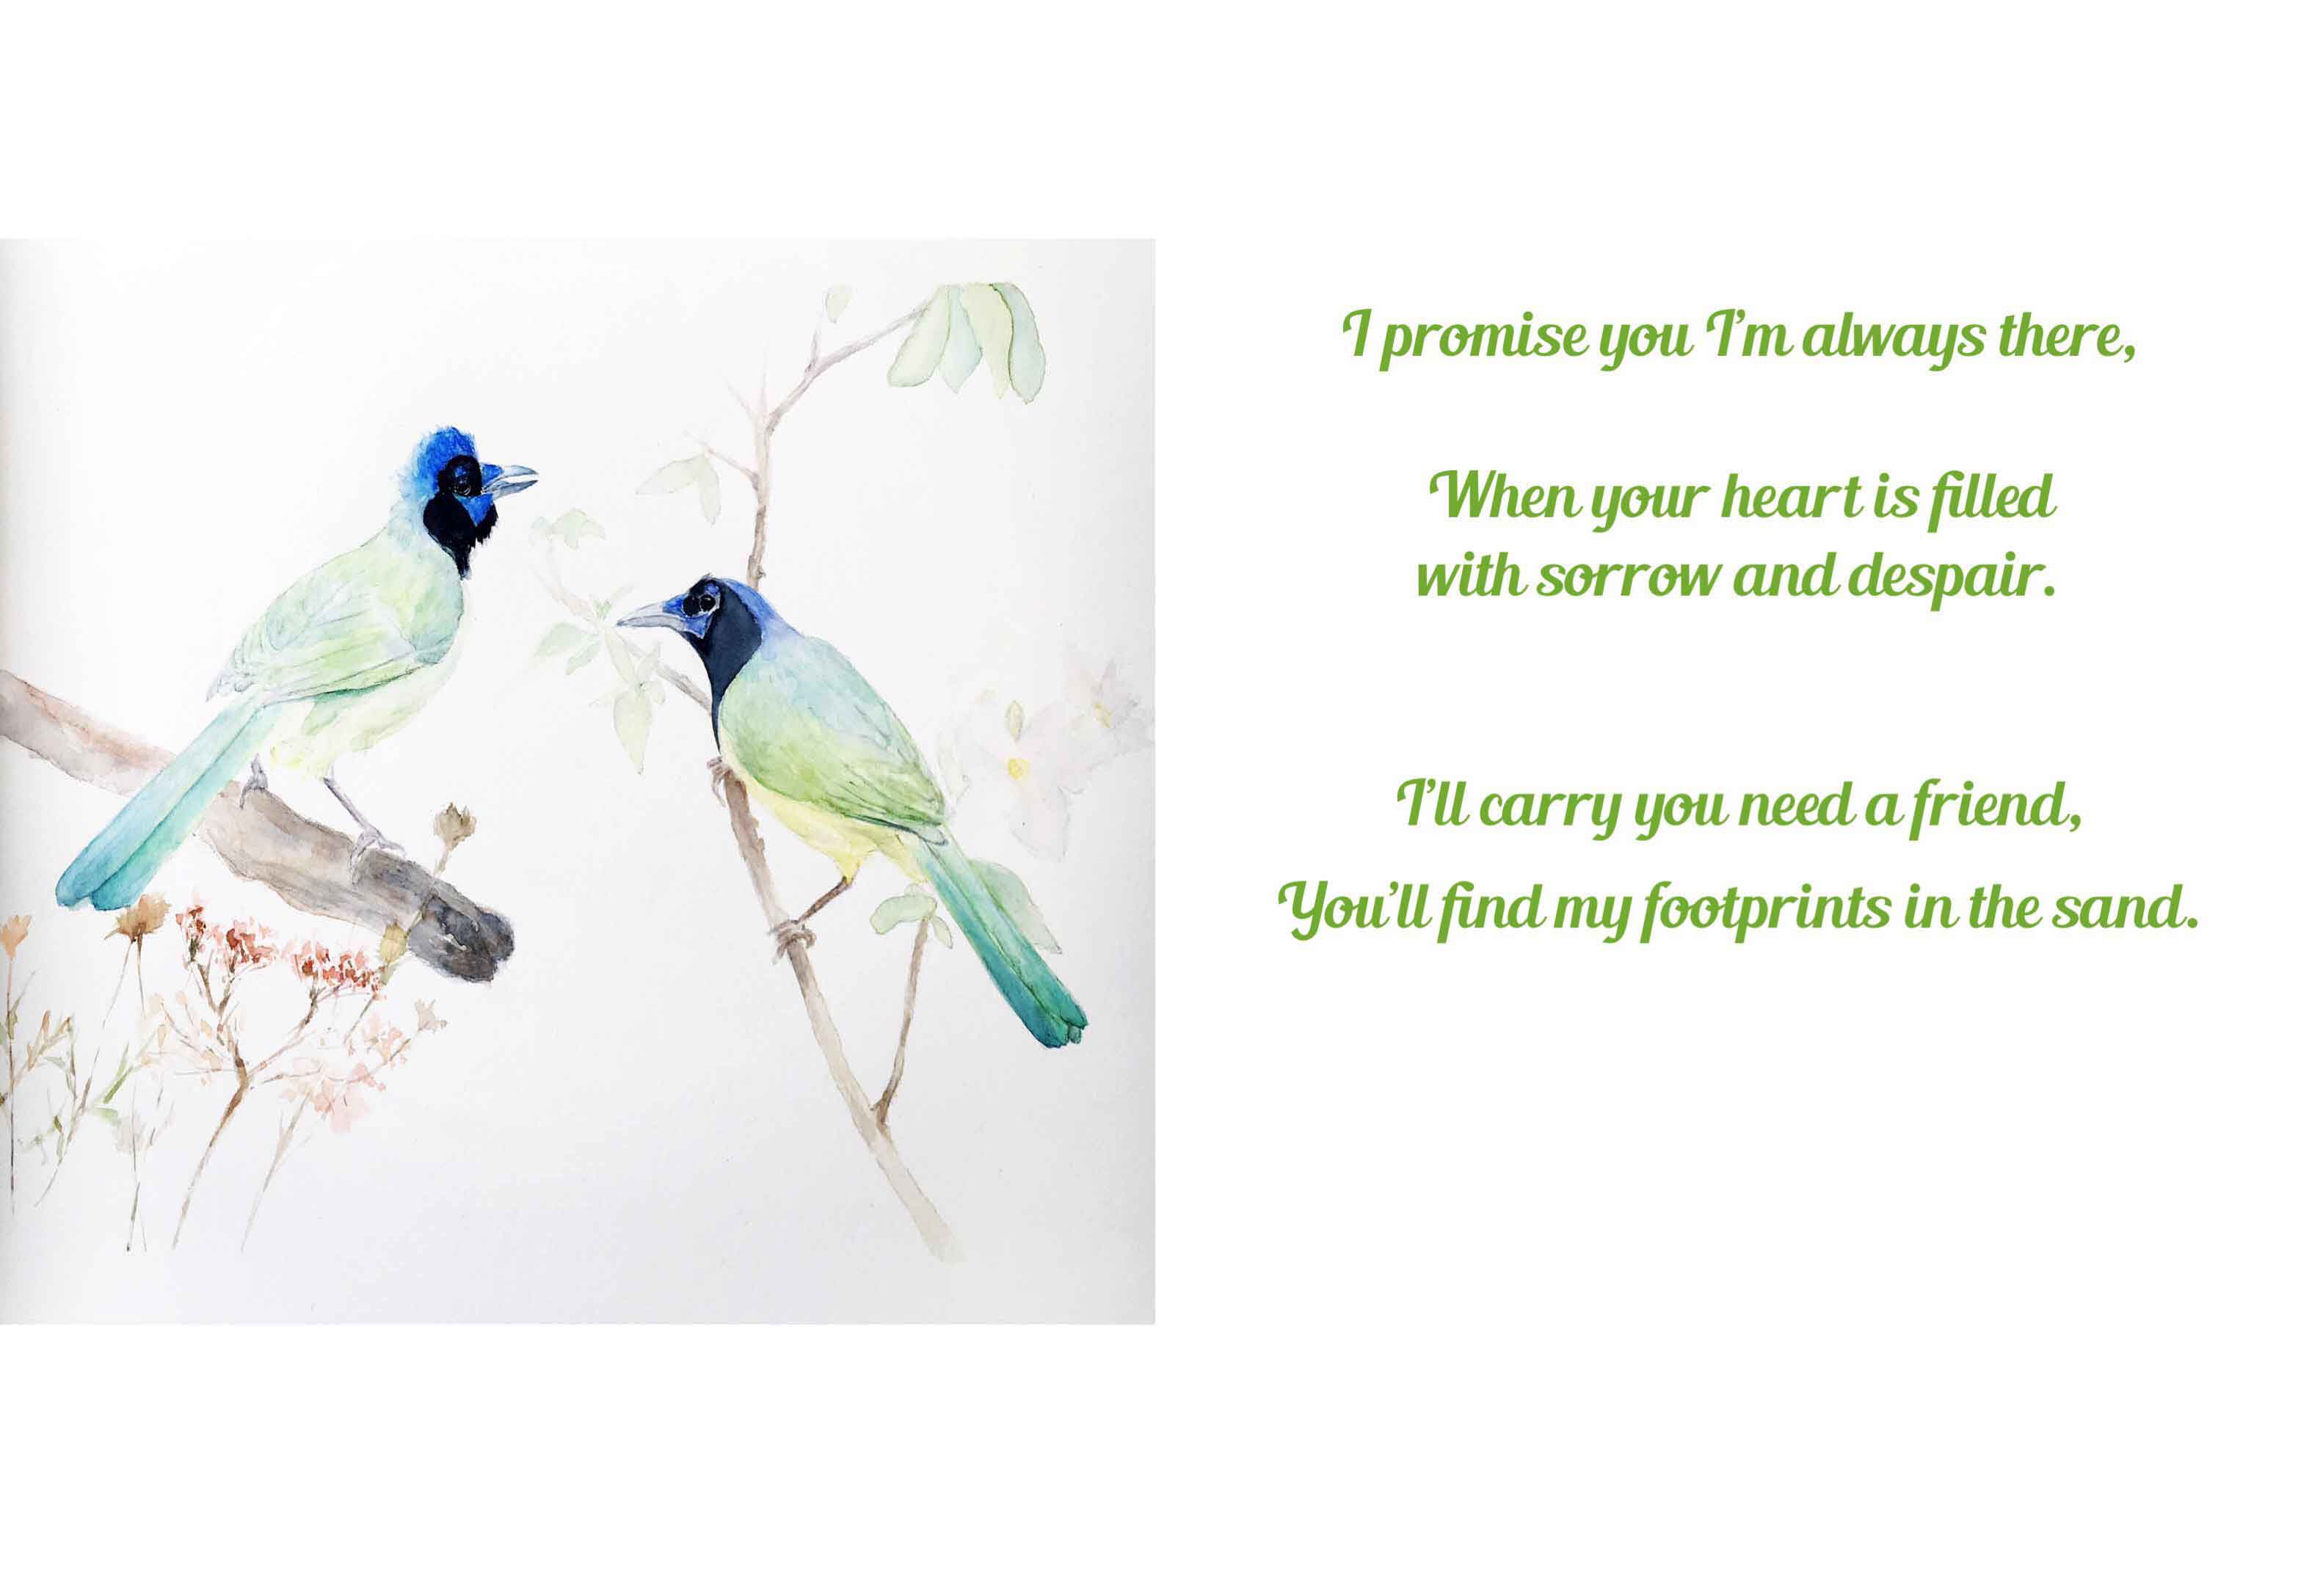 I promise you I'm always there,
When your heart is filled
with sorrow and despair.
I'll carry you need a friend,
You'll find my footprints in the sand.